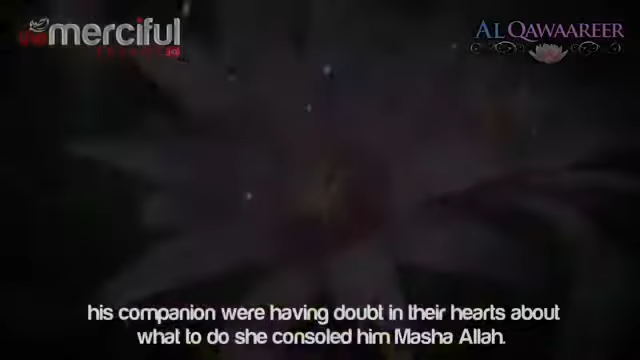 merciful
AL QAWAAREER
his companion were having doubt in their hearts about
what to do she consoled him Masha Allah.